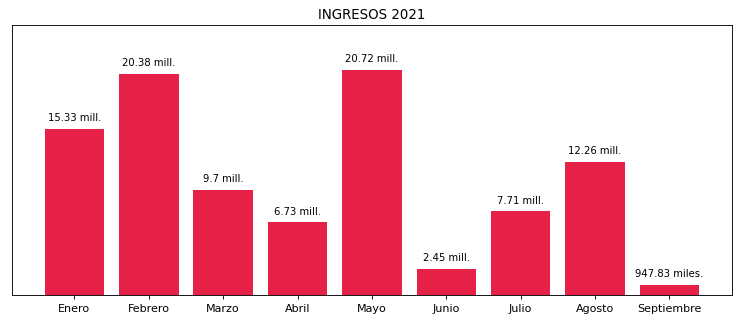 INGRESOS 2021
15.33 mill.
20.38 mill.
9.7 mill.
6.73 mill.
20.72 mill.
2.45 mill.
7.71 mill.
12.26 mill.
947.83 miles.
Enero Febrero Marzo Abril Mayo Junio Julio Agosto Septiembre